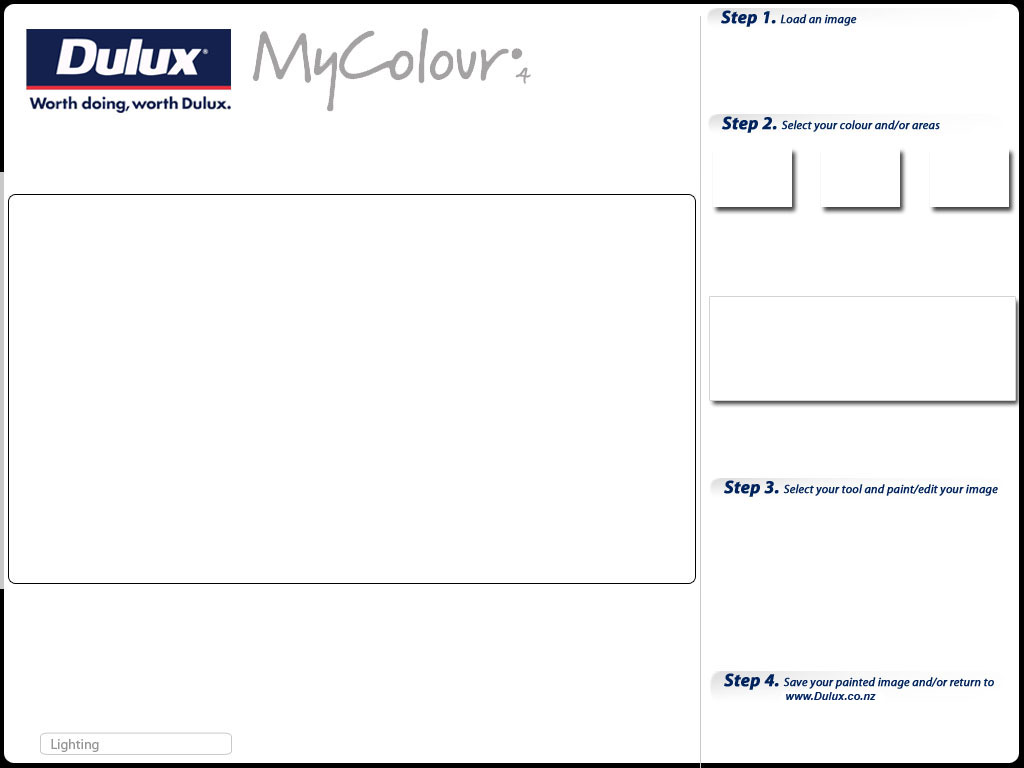 Dulux®
Worth doing, worth Dulux.
MyColour 4
Step 1. Load an image
Step 2. Select your colour and/or areas
Step 3. Select your tool and paint/edit your image
Step 4. Save your painted image and/or return to
www.Dulux.co.nz
Lighting